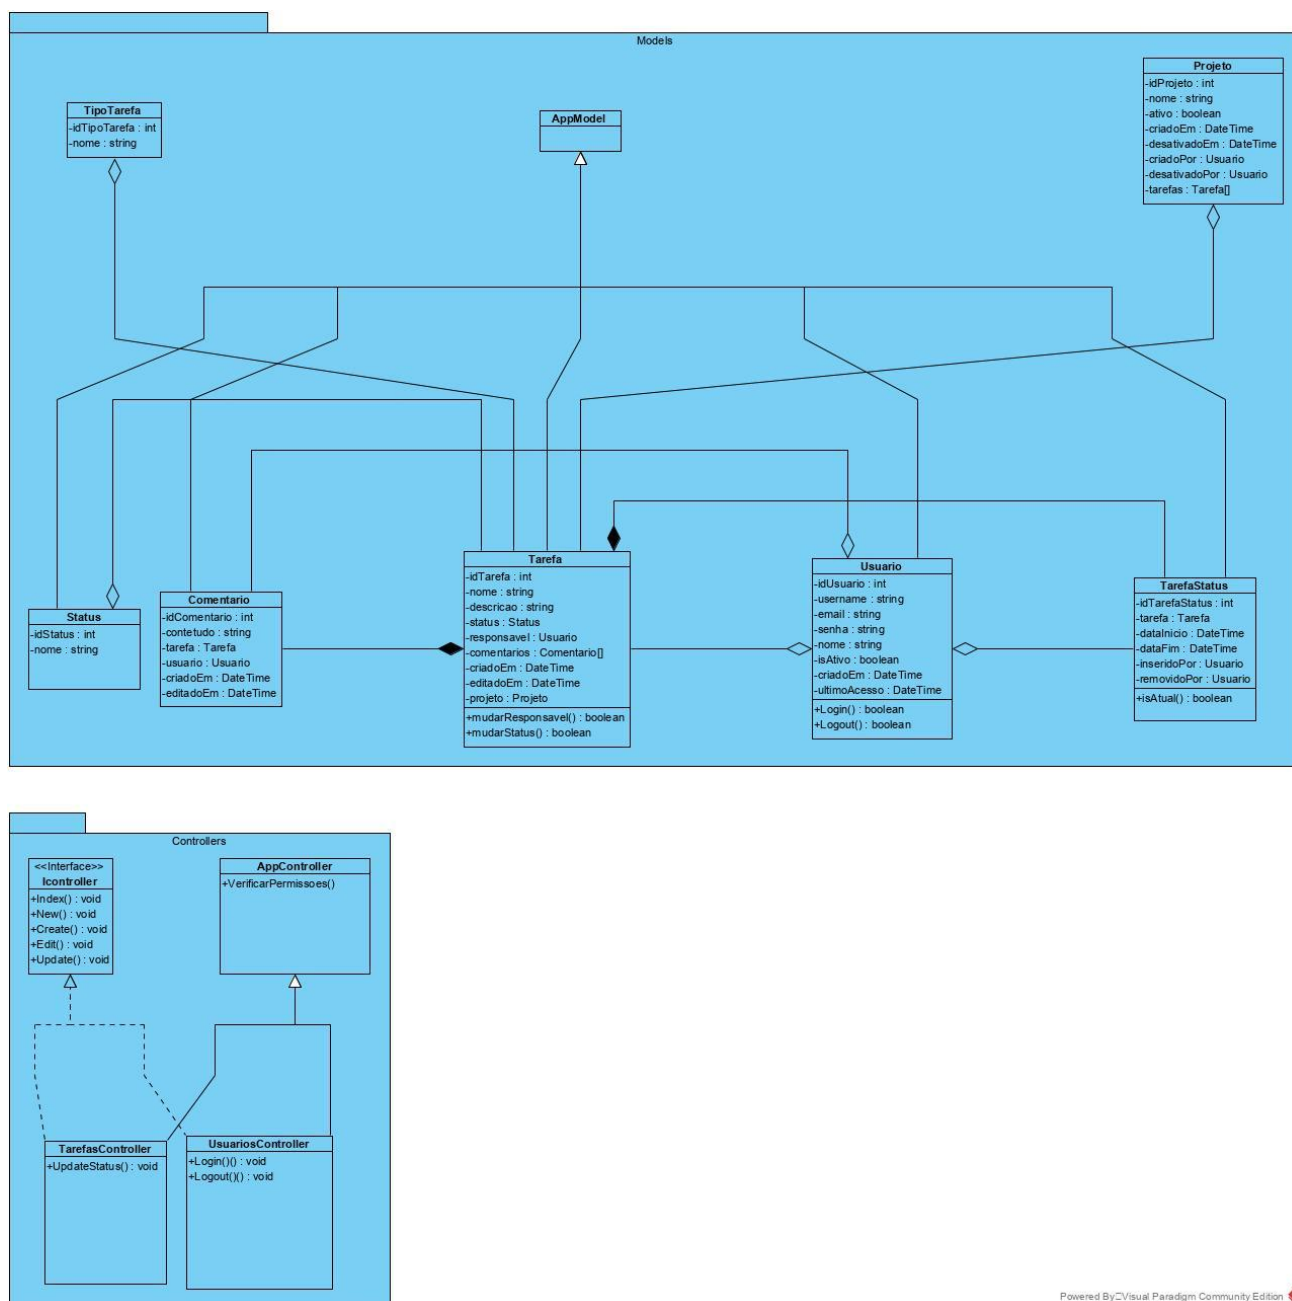 Models
Projeto
-idProjeto : int
-nome : string
-ativo : boolean
-criadoEm : DateTime
-desativadoEm : DateTime
-criadoPor : Usuario
-desativadoPor : Usuario
-tarefas : Tarefa[]
TipoTarefa
-idTipoTarefa : int
-nome : string
AppModel
Status
-idStatus : int
-nome : string
Comentario
-idComentario : int
-contetudo : string
-tarefa : Tarefa
-usuario : Usuario
-criadoEm : DateTime
-editadoEm : DateTime
Tarefa
-idTarefa : int
-nome : string
-descricao : string
-status : Status
-responsavel : Usuario
-comentarios : Comentario[]
-criadoEm : DateTime
-editadoEm : DateTime
-projeto : Projeto
+mudarResponsavel() : boolean
+mudarStatus() : boolean
Usuario
-idUsuario : int
-username : string
-email : string
-senha : string
-nome : string
-isAtivo : boolean
-criadoEm : DateTime
-ultimoAcesso : DateTime
+Login() : boolean
+Logout() : boolean
TarefaStatus
-idTarefaStatus : int
-tarefa : Tarefa
-dataInicio : DateTime
-dataFim : DateTime
-inseridoPor : Usuario
-removidoPor : Usuario
+isAtual() : boolean
Controllers
<<Interface>>
Icontroller
+Index() : void
+New() : void
+Create() : void
+Edit() : void
+Update() : void
AppController
+VerificarPermissoes()
TarefasController
+UpdateStatus() : void
UsuariosController
+Login()() : void
+Logout()() : void
Powered By Visual Paradigm Community Edition